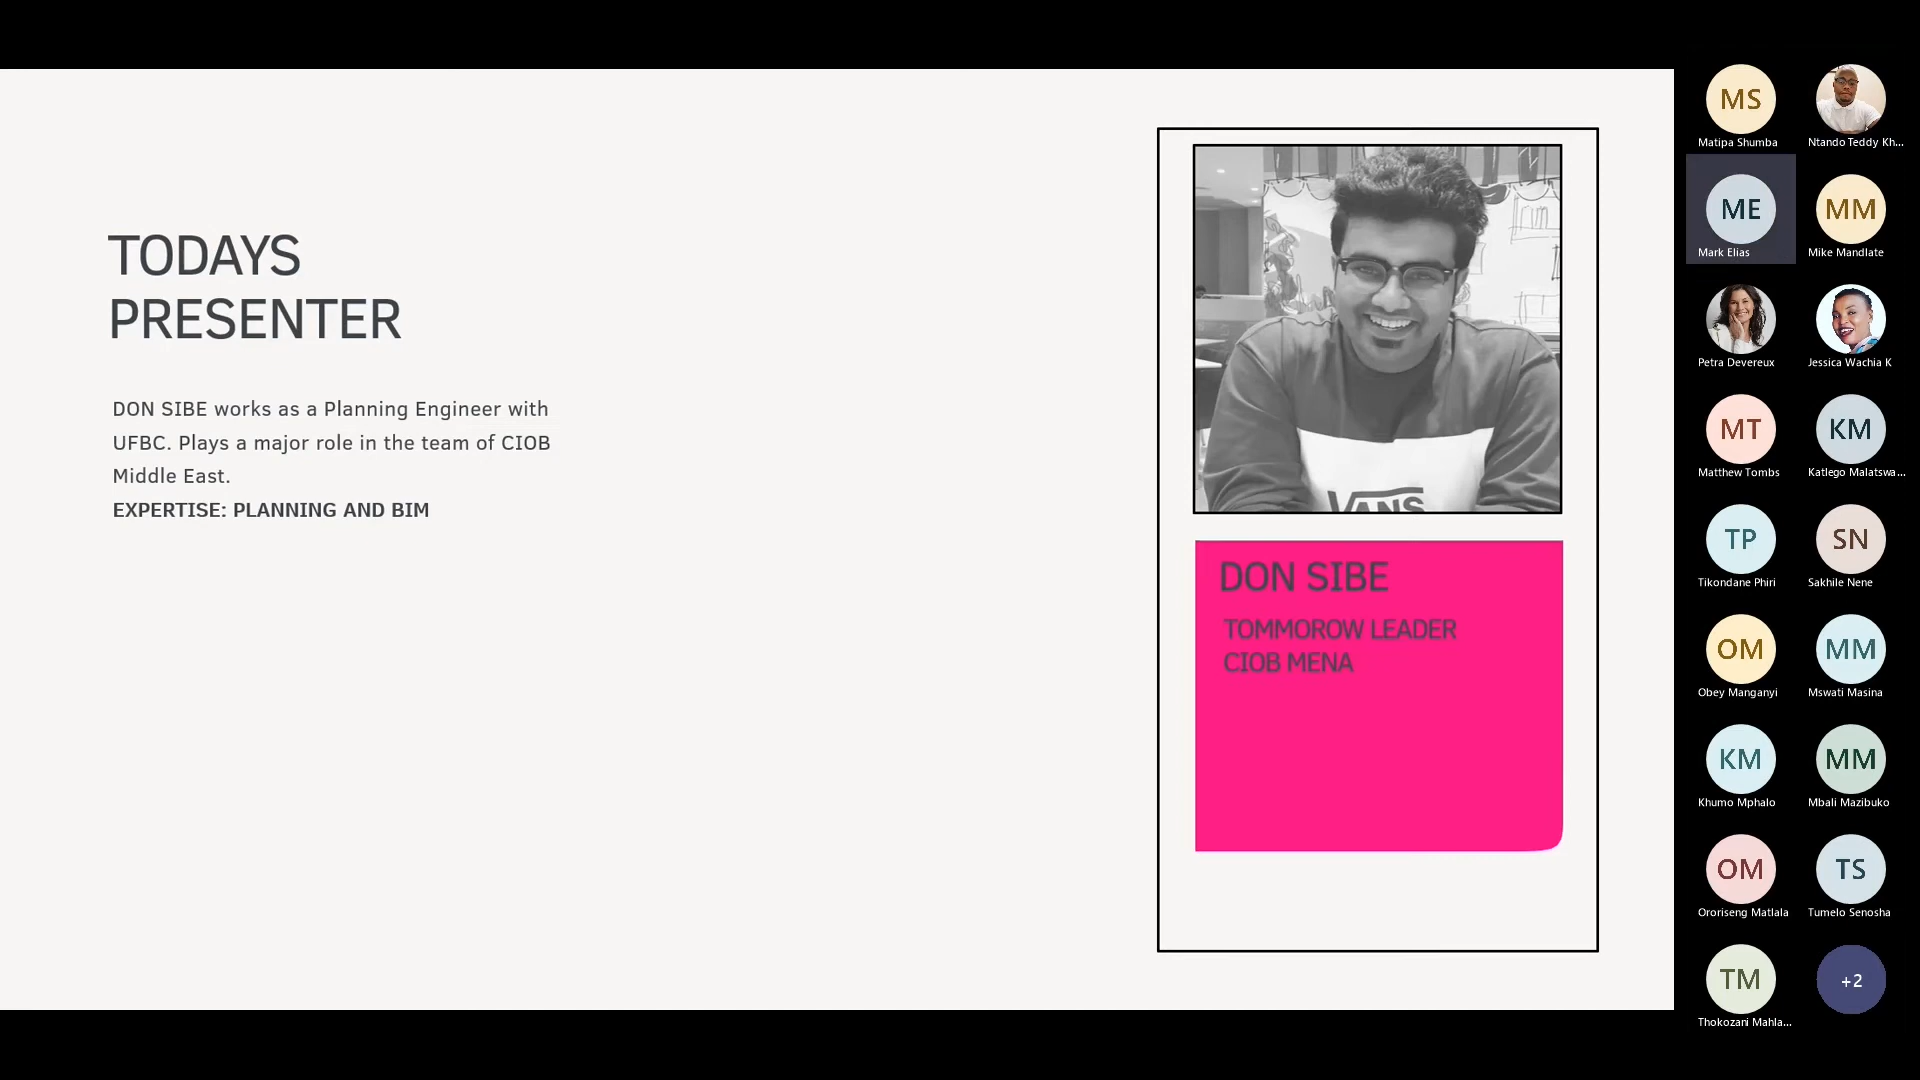 TODAYS
PRESENTER
DON SIBE works as a Planning Engineer with
UFBC. Plays a major role in the team of CIOB
Middle East.
EXPERTISE: PLANNING AND BIM
VANS
DON SIBE
TOMMOROW LEADER
CIOB MENA
MS
Matipa Shumba
Ntando Teddy Kh...
ME
Mark Elias
MM
Mike Mandlate
Petra Devereux
Jessica Wachia K
MT
Matthew Tombs
KM
Katlego Malatswa...
TP
Tikondane Phiri
SN
Sakhile Nene
OM
Obey Manganyi
MM
Mswati Masina
KM
Khumo Mphalo
MM
Mbali Mazibuko
OM
Ororiseng Matlala
TS
Tumelo Senosha
TM
Thokozani Mahla...
+2